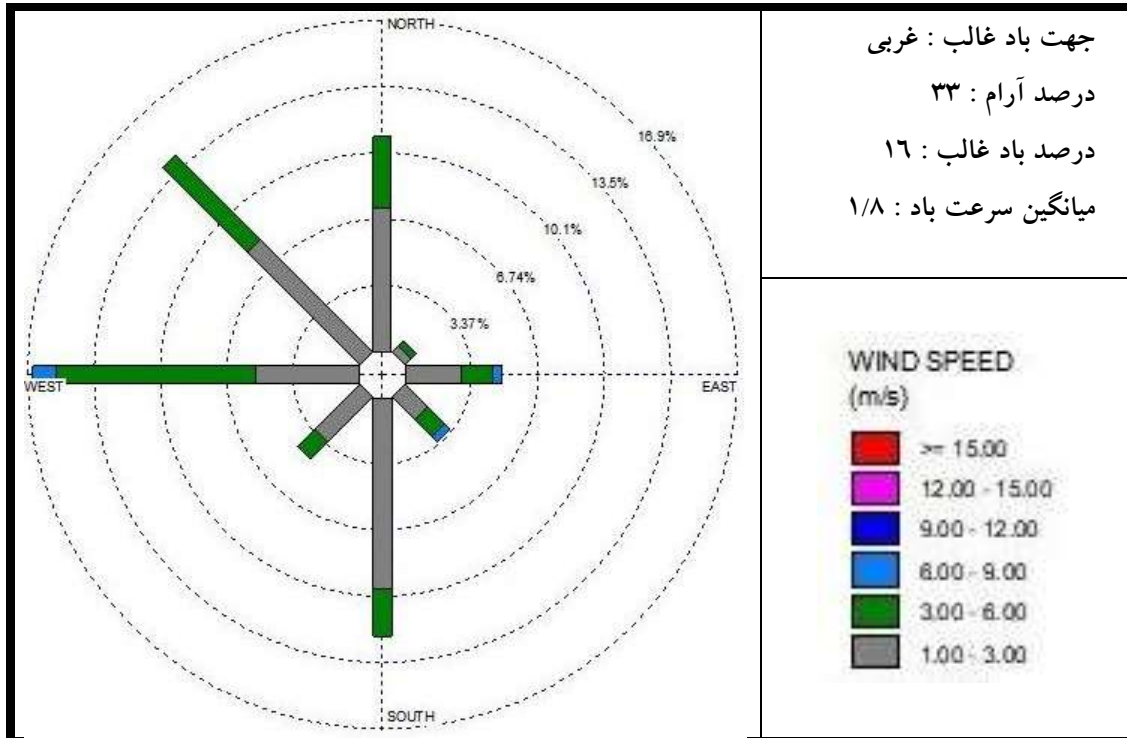 NORTH
16.9%
13.5%
10.1%
6.74%
3.37%
WEST
EAST
SOUTH
جهت باد غالب : غربی
درصد آرام : ۳۳
درصد باد غالب : ۱٦
میانگین سرعت باد : ۱/۸
WIND SPEED
(m/s)
>= 15.00
12.00 - 15.00
9.00 - 12.00
6.00 - 9.00
3.00 - 6.00
1.00 - 3.00